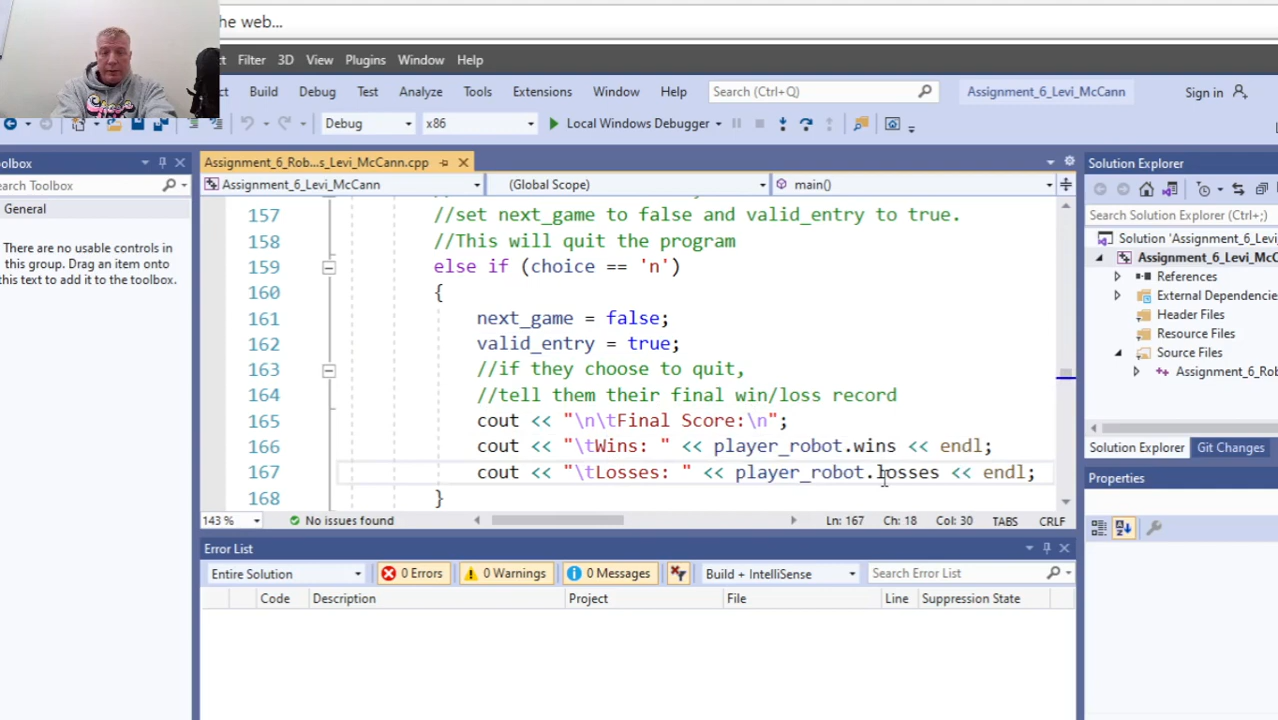 he web...
Filter 3D View Plugins Window Help
Build Debug Test Analyze Tools Extensions Window Help Search (Ctrl+Q) Assignment_6_Levi_McCann Sign in
Debug x86 Local Windows Debugger
oolbox
earch Toolbox
General
There are no usable controls in
this group. Drag an item onto
this text to add it to the toolbox.
Assignment_6_Rob...s_Levi_McCann.cpp
Assignment_6_Levi_McCann (Global Scope) main()
157 //set next_game to false and valid_entry to true.
158 //This will quit the program
159 else if (choice == 'n')
160 {
161 next_game = false;
162 valid_entry = true;
163 //if they choose to quit,
164 //tell them their final win/loss record
165 cout << "\n\tFinal Score:\n";
166 cout << "\tWins: " << player_robot.wins << endl;
167 cout << "\tLosses: " << player_robot.losses << endl;
168 }
143 % No issues found Ln: 167 Ch: 18 Col: 30 TABS CRLF
Error List
Entire Solution 0 Errors 0 Warnings 0 Messages Build + IntelliSense Search Error List
Code Description Project File Line Suppression State
Solution Explorer
Search Solution Explorer (Ctrl+;)
Solution 'Assignment_6_Lev
Assignment_6_Levi_McC
References
External Dependencie
Header Files
Resource Files
Source Files
Assignment_6_Rob
Solution Explorer Git Changes
Properties